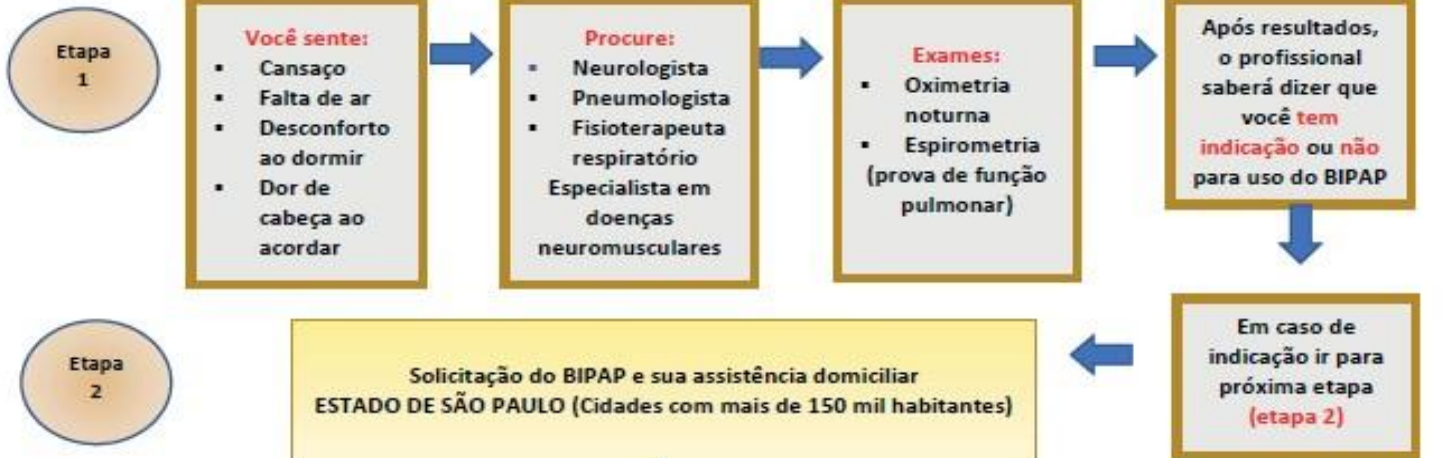 Etapa
1
Você sente:
▪ Cansaço
▪ Falta de ar
▪ Desconforto
ao dormir
▪ Dor de
cabeça ao
acordar
Procure:
▪ Neurologista
▪ Pneumologista
▪ Fisioterapeuta
respiratório
Especialista em
doenças
neuromusculares
Exames:
▪ Oximetria
noturna
▪ Espirometria
(prova de função
pulmonar)
Após resultados,
o profissional
saberá dizer que
você tem
indicação ou não
para uso do BIPAP
Em caso de
indicação ir para
próxima etapa
(etapa 2)
Etapa
2
Solicitação do BIPAP e sua assistência domiciliar
ESTADO DE SÃO PAULO (Cidades com mais de 150 mil habitantes)